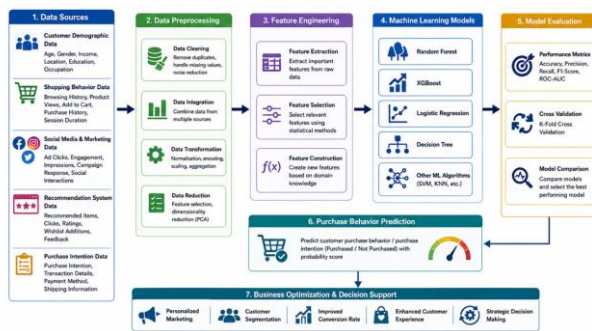 1. Data Sources
Customer Demographic
Data
Age, Gender, Income,
Location, Education,
Occupation
Shopping Behavior Data
Browsing History, Product
Views, Add to Cart,
Purchase History,
Session Duration
Social Media & Marketing
Data
Ad Clicks, Engagement,
Impressions, Campaign
Response, Social
Interactions
Recommendation System
Data
Recommended Items,
Clicks, Ratings,
Wishlist Additions,
Feedback
Purchase Intention Data
Purchase Intention,
Transaction Details,
Payment Method,
Shipping Information
2. Data Preprocessing
Data Cleaning
Remove duplicates,
handle missing values,
noise reduction
Data Integration
Combine data from
multiple sources
Data Transformation
Normalization, encoding,
scaling, aggregation
Data Reduction
Feature selection,
dimensionality
reduction (PCA)
3. Feature Engineering
Feature Extraction
Extract important
features from raw
data
Feature Selection
Select relevant
features using
statistical methods
f(x)
Feature Construction
Create new features
based on domain
knowledge
4. Machine Learning Models
Random Forest
XGBoost
Logistic Regression
Decision Tree
Other ML Algorithms
(SVM, KNN, etc.)
5. Model Evaluation
Performance Metrics
Accuracy, Precision,
Recall, F1-Score,
ROC-AUC
Cross Validation
K-Fold Cross
Validation
Model Comparison
Compare models
and select the best
performing model
6. Purchase Behavior Prediction
Predict customer purchase behavior / purchase
intention (Purchased / Not Purchased) with
probability score
7. Business Optimization & Decision Support
Personalized
Marketing
Customer
Segmentation
Improved
Conversion Rate
Enhanced Customer
Experience
Strategic Decision
Making